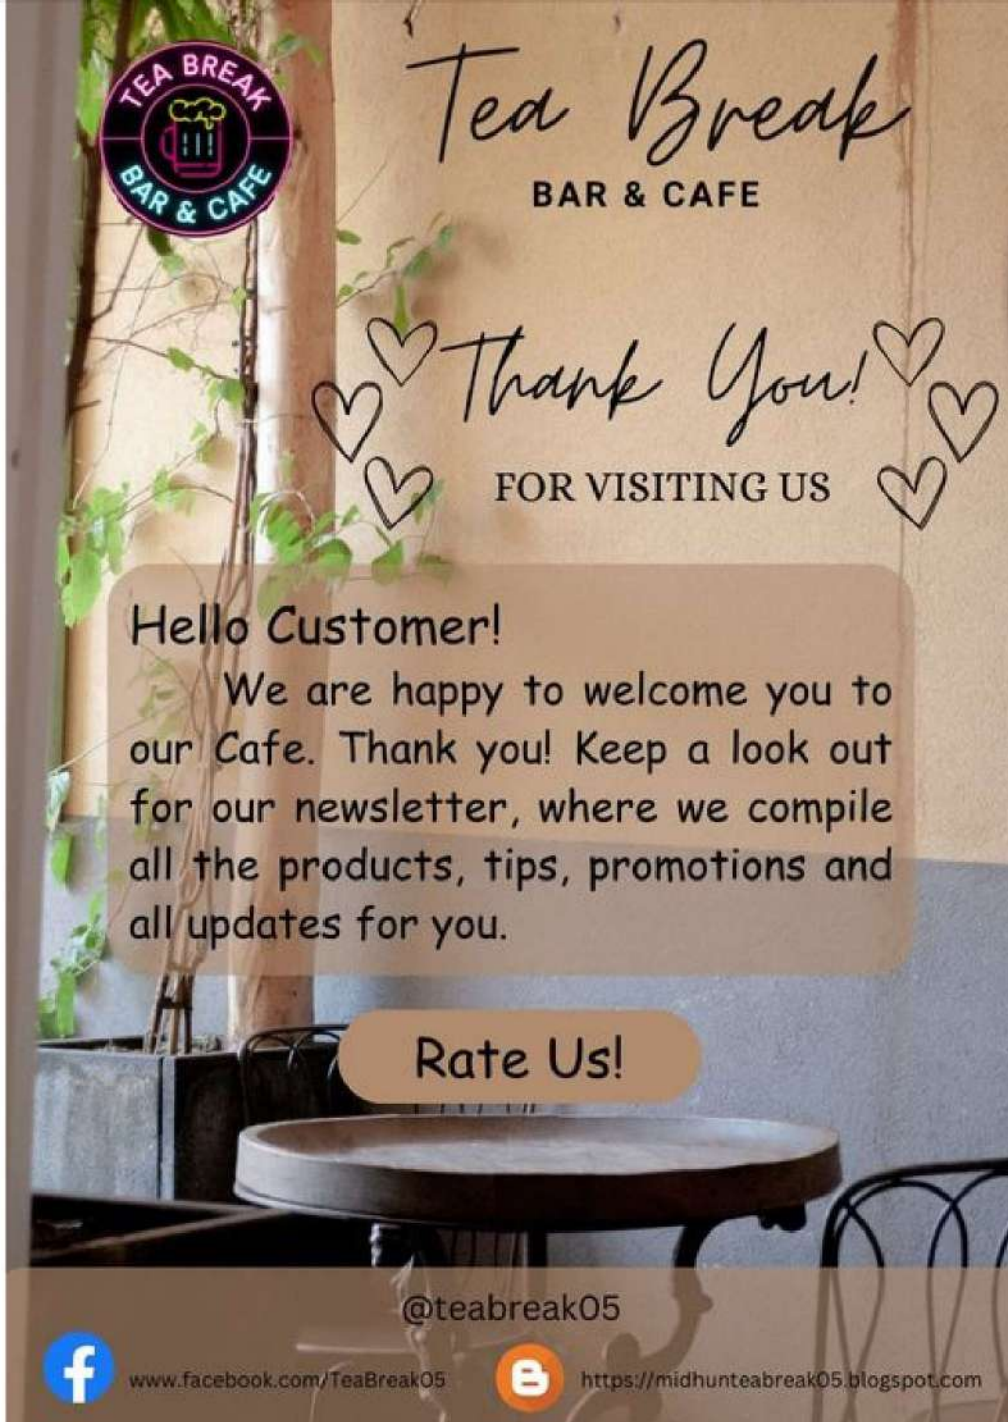 TEA BREAK
BAR & CAFE
Tea Break
BAR & CAFE
Thank You!
FOR VISITING US
Hello Customer!
We are happy to welcome you to
our Cafe. Thank you! Keep a look out
for our newsletter, where we compile
all the products, tips, promotions and
all updates for you.
Rate Us!
@teabreak05
www.facebook.com/TeaBreak05
https://midhunteabreak05.blogspot.com